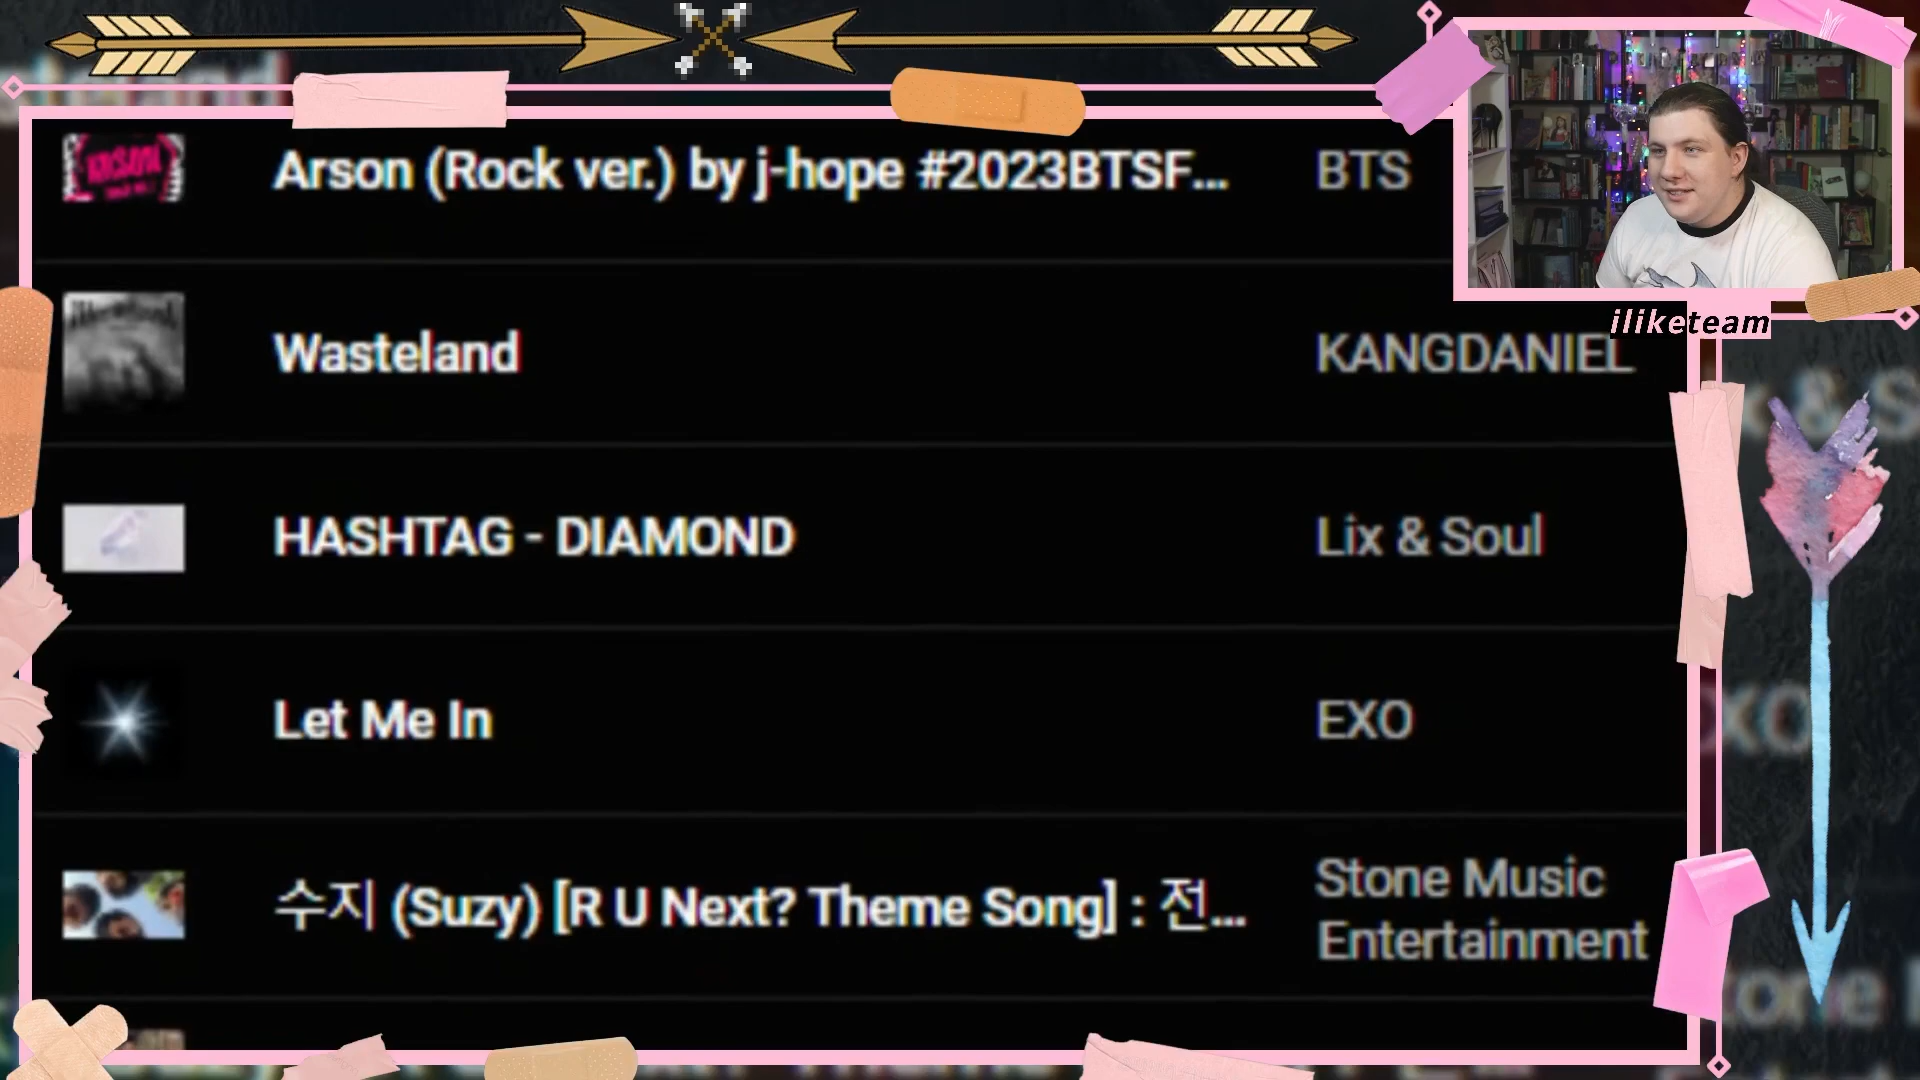 Arson (Rock ver.) by j-hope #2023BTSF... BTS
iliketeam
Wasteland KANGDANIEL
HASHTAG - DIAMOND Lix & Soul
Let Me In EXO
수지 (Suzy) [R U Next? Theme Song] : 전... Stone Music
Entertainment